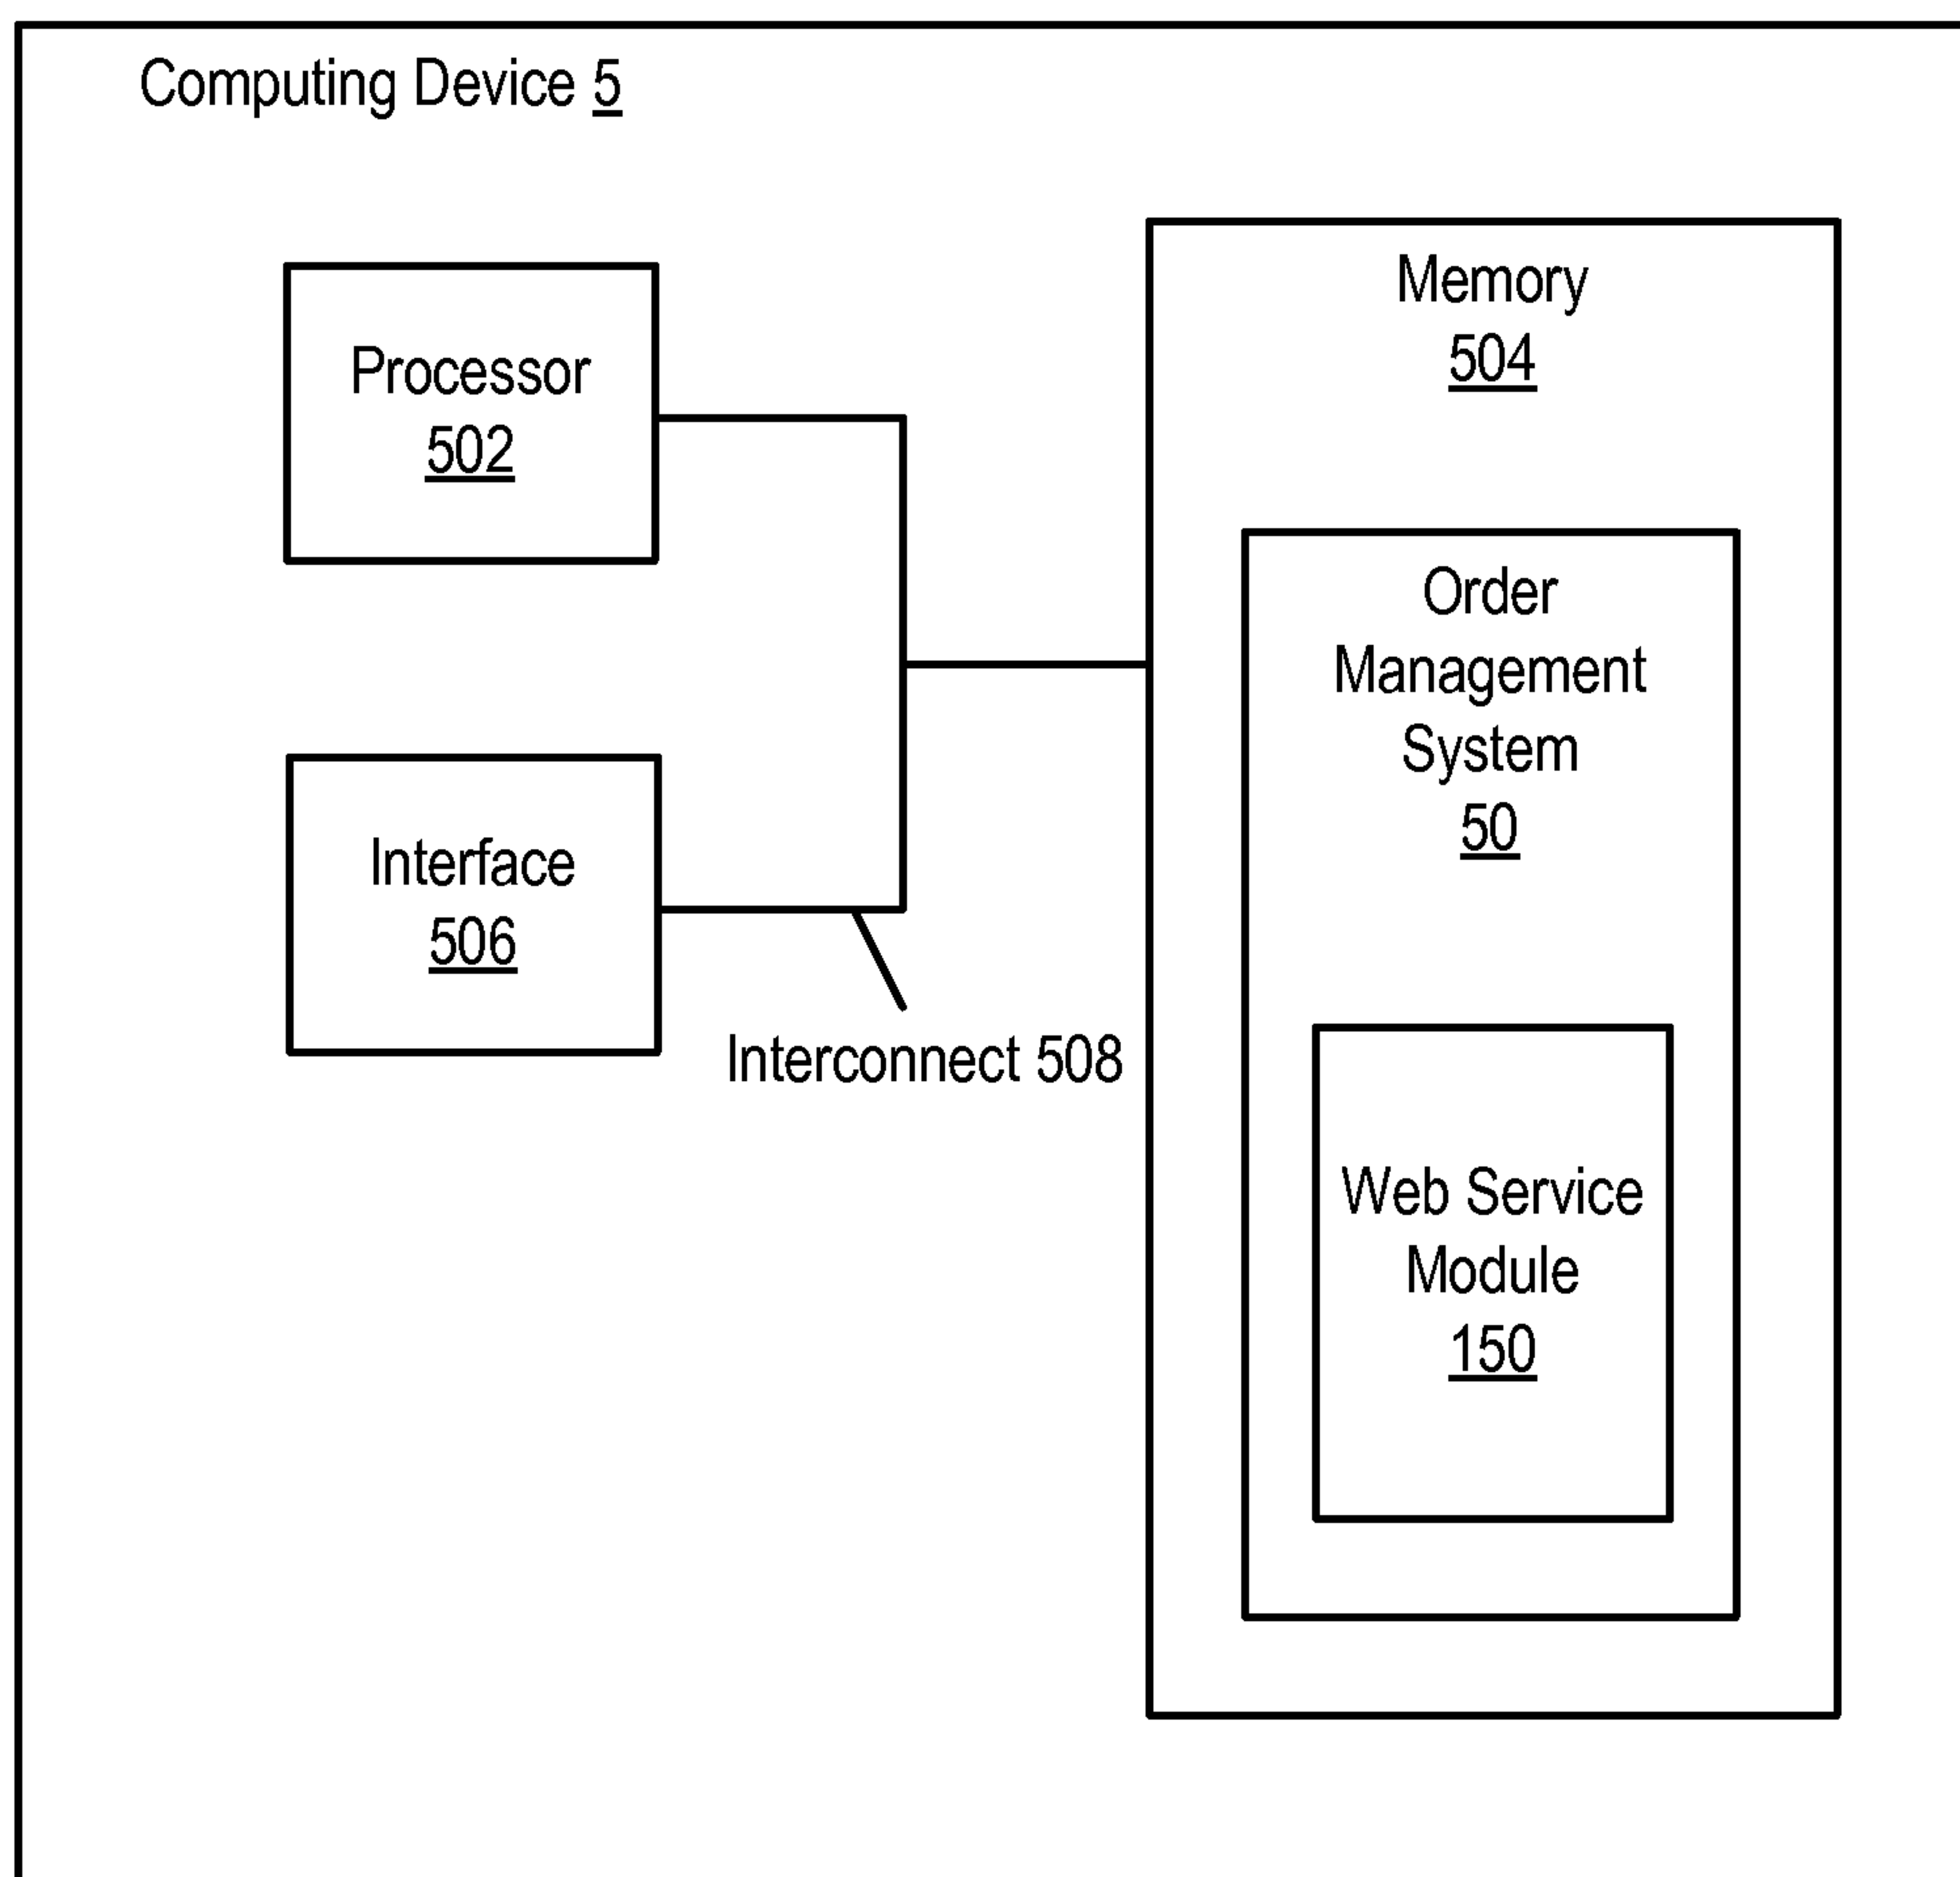 Computing Device 5
Processor
502
Interface
506
Interconnect 508
Memory
504
Order
Management
System
50
Web Service
Module
150